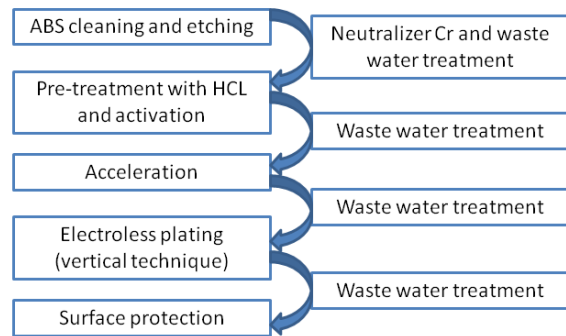 ABS cleaning and etching
Neutralizer Cr and waste
water treatment
Pre-treatment with HCL
and activation
Waste water treatment
Acceleration
Waste water treatment
Electroless plating
(vertical technique)
Waste water treatment
Surface protection